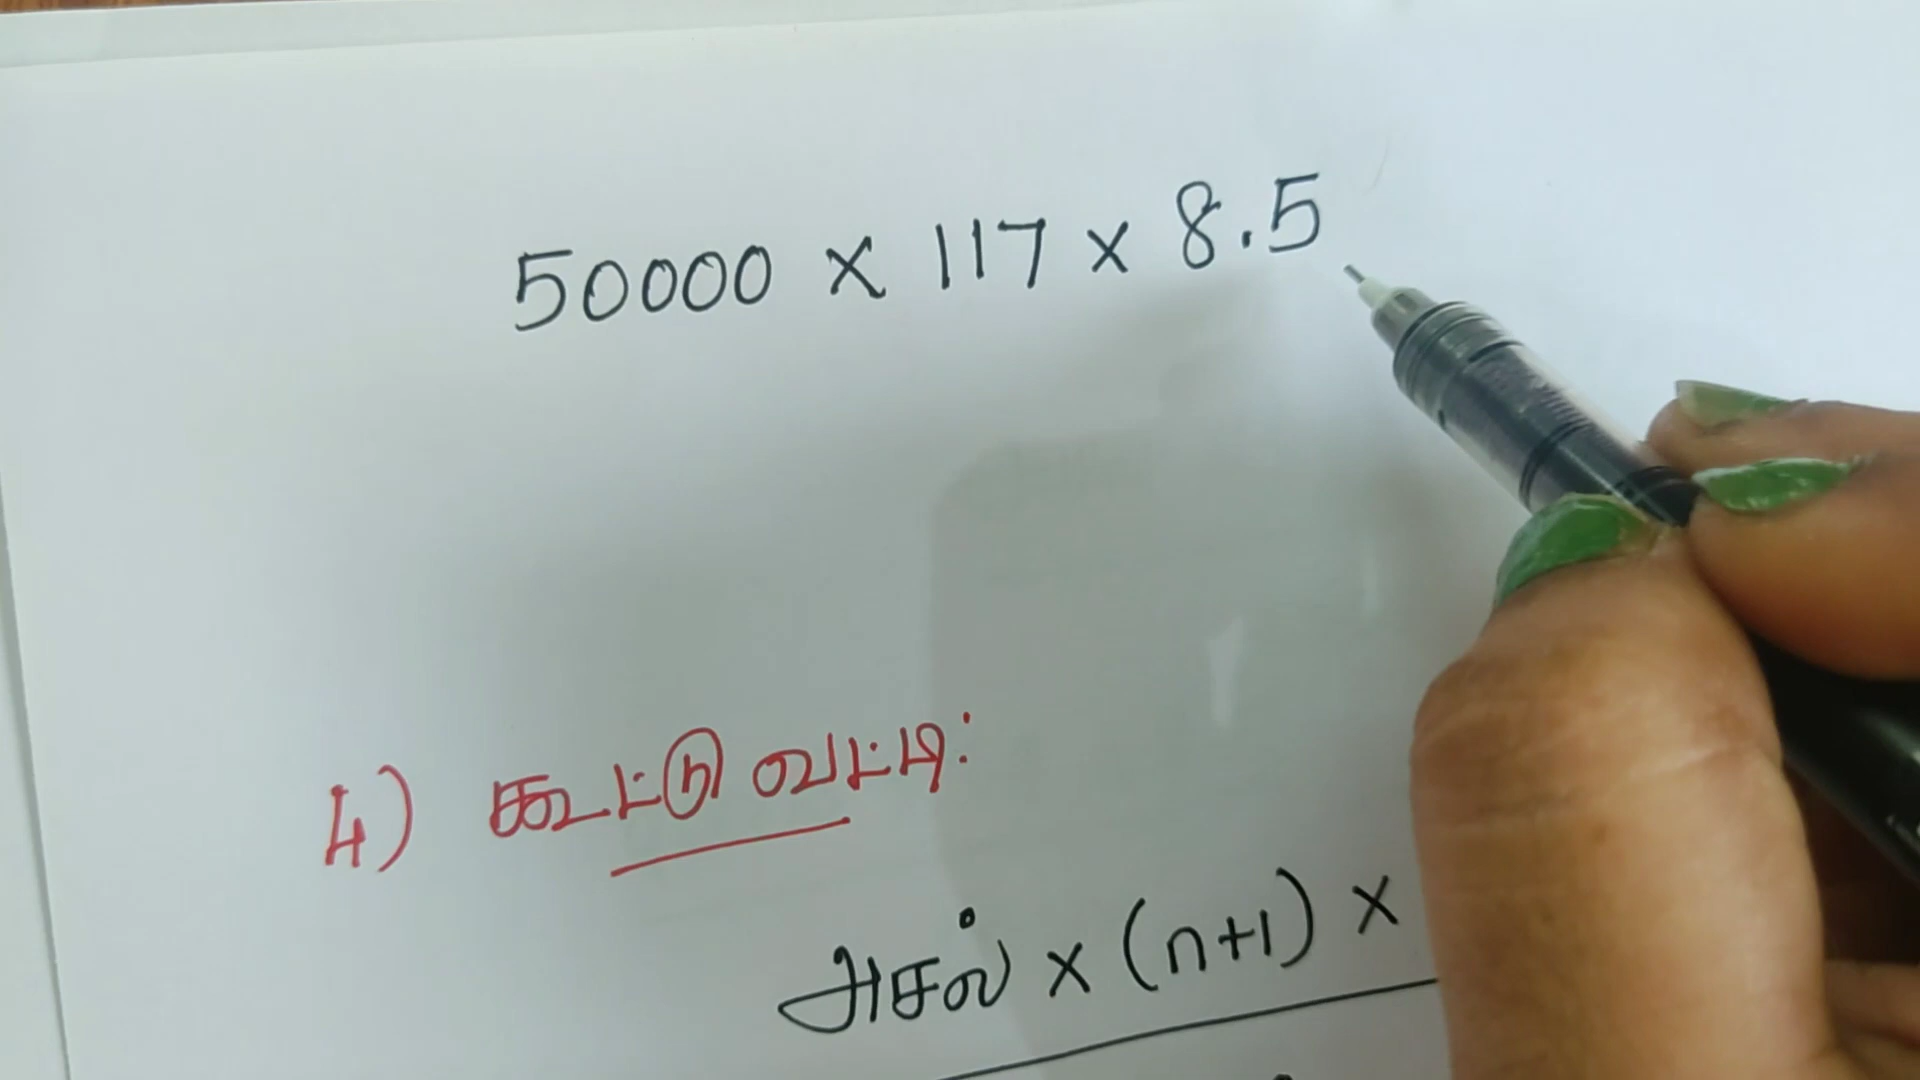 50000 x 117 x 8.5
4) கூட்டு வட்டி:
அசல் x (n+1) x